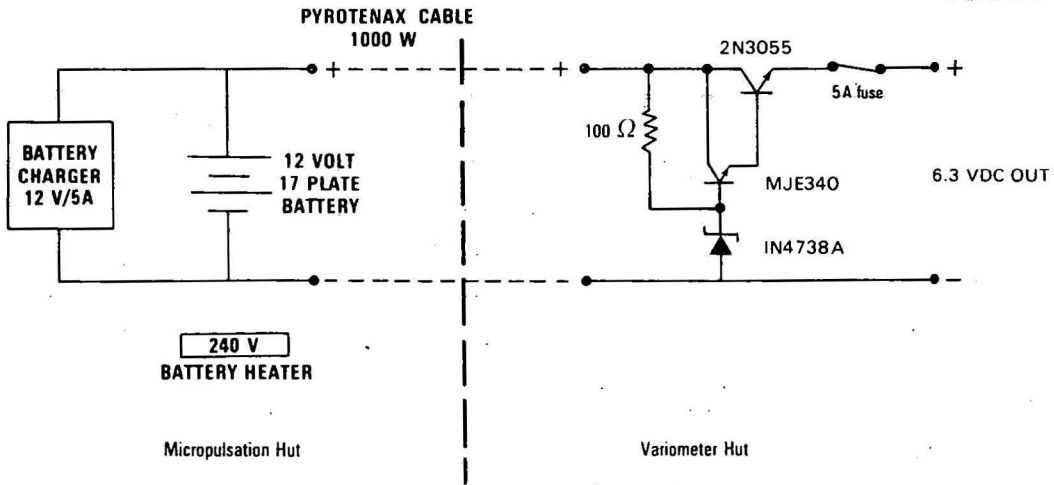 PYROTENAX CABLE
1000 W
2N3055
+
+
+
5A fuse
100 Ω
BATTERY
CHARGER
12 V/5A
12 VOLT
17 PLATE
BATTERY
MJE340
6.3 VDC OUT
IN4738A
-
240 V
BATTERY HEATER
Micropulsation Hut
Variometer Hut